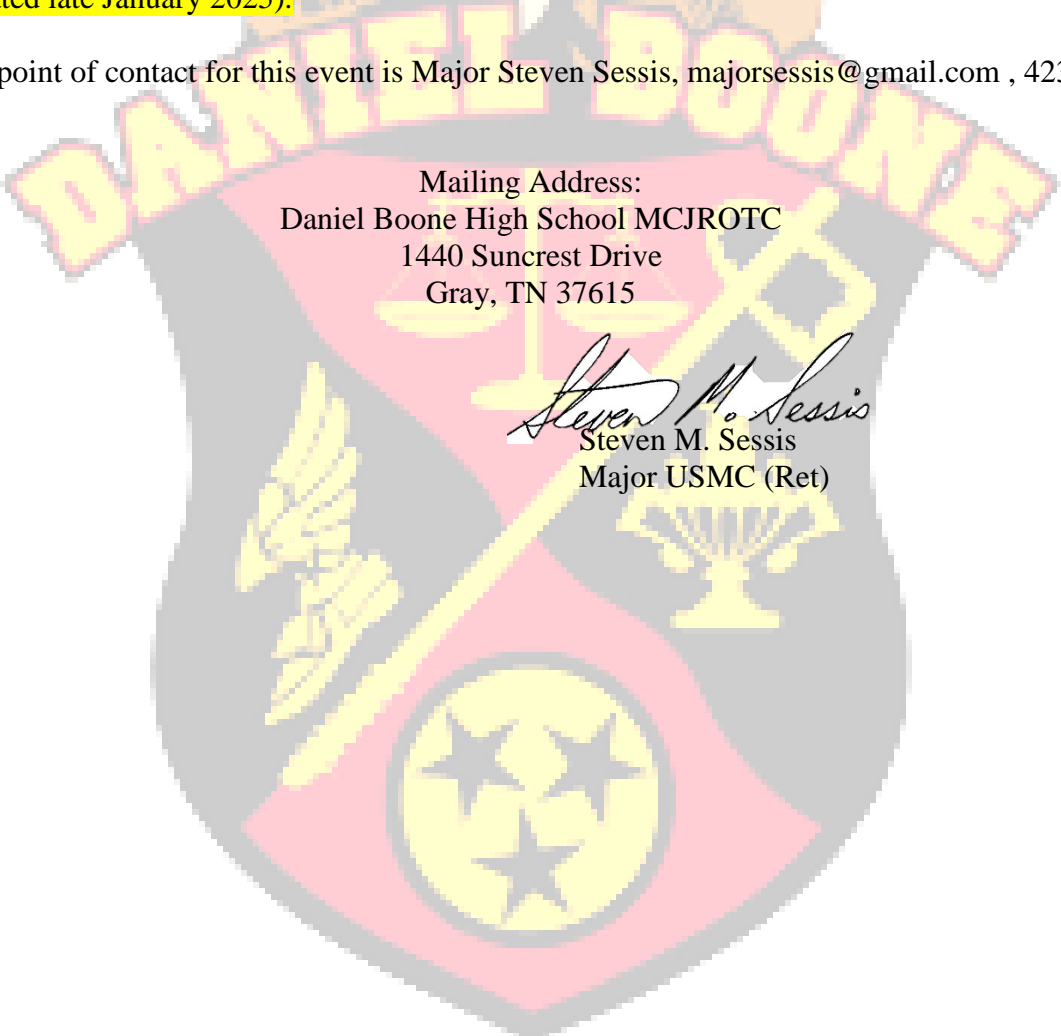 late January 2025).
point of contact for this event is Major Steven Sessis, majorsessis@gmail.com , 423
DANIEL BOONE
Mailing Address:
Daniel Boone High School MCJROTC
1440 Suncrest Drive
Gray, TN 37615
Steven M. Sessis
Steven M. Sessis
Major USMC (Ret)